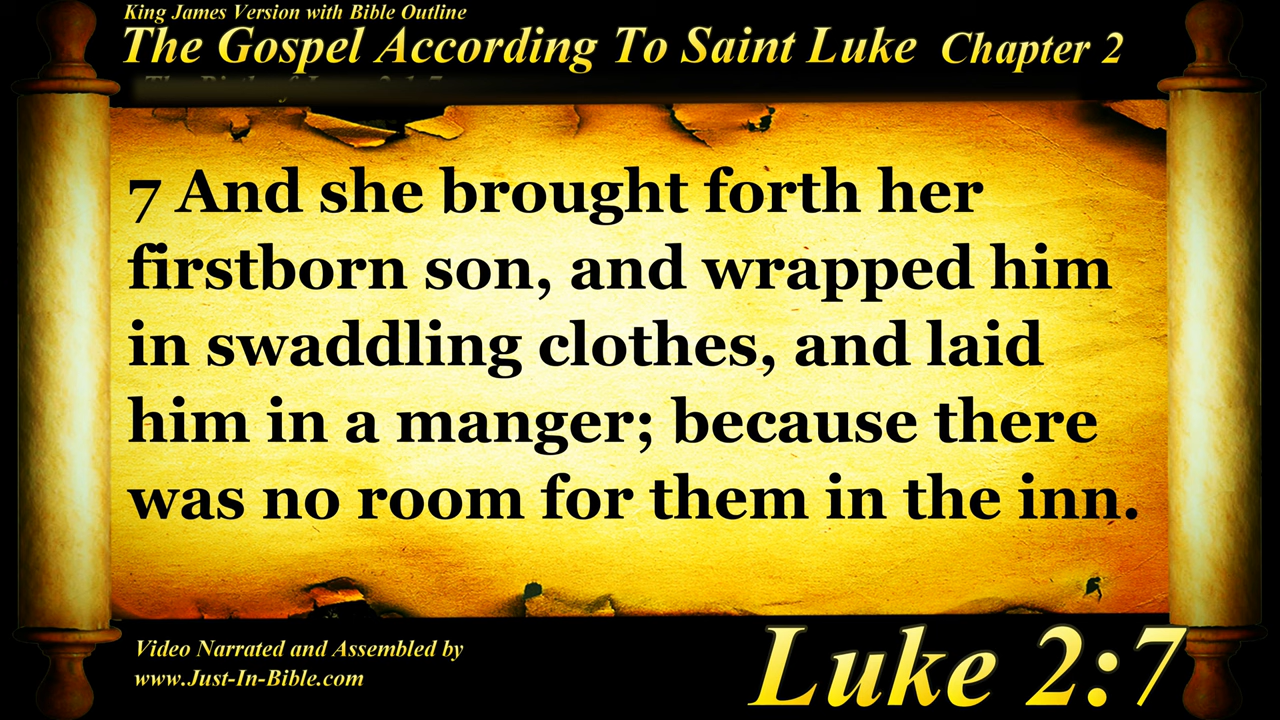 King James Version with Bible Outline
The Gospel According To Saint Luke Chapter 2
7 And she brought forth her
firstborn son, and wrapped him
in swaddling clothes, and laid
him in a manger; because there
was no room for them in the inn.
Video Narrated and Assembled by
www.Just-In-Bible.com
Luke 2:7